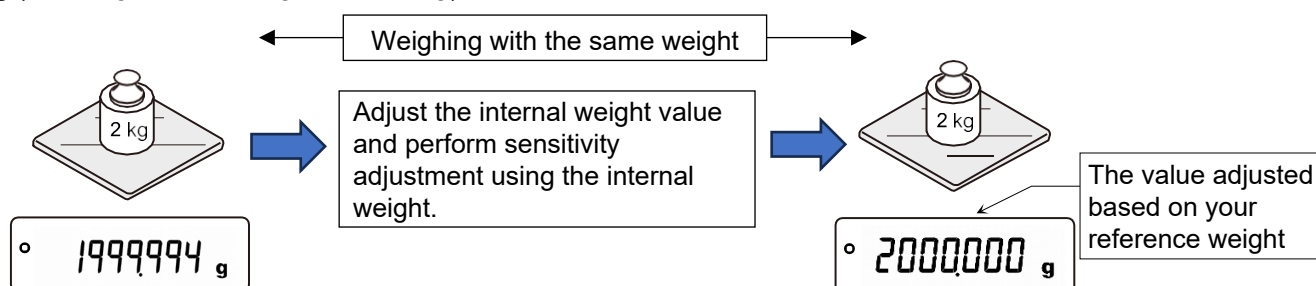 Weighing with the same weight
2 kg
Adjust the internal weight value
and perform sensitivity
adjustment using the internal
weight.
2 kg
The value adjusted
based on your
reference weight
1999.994 g
2000.000 g